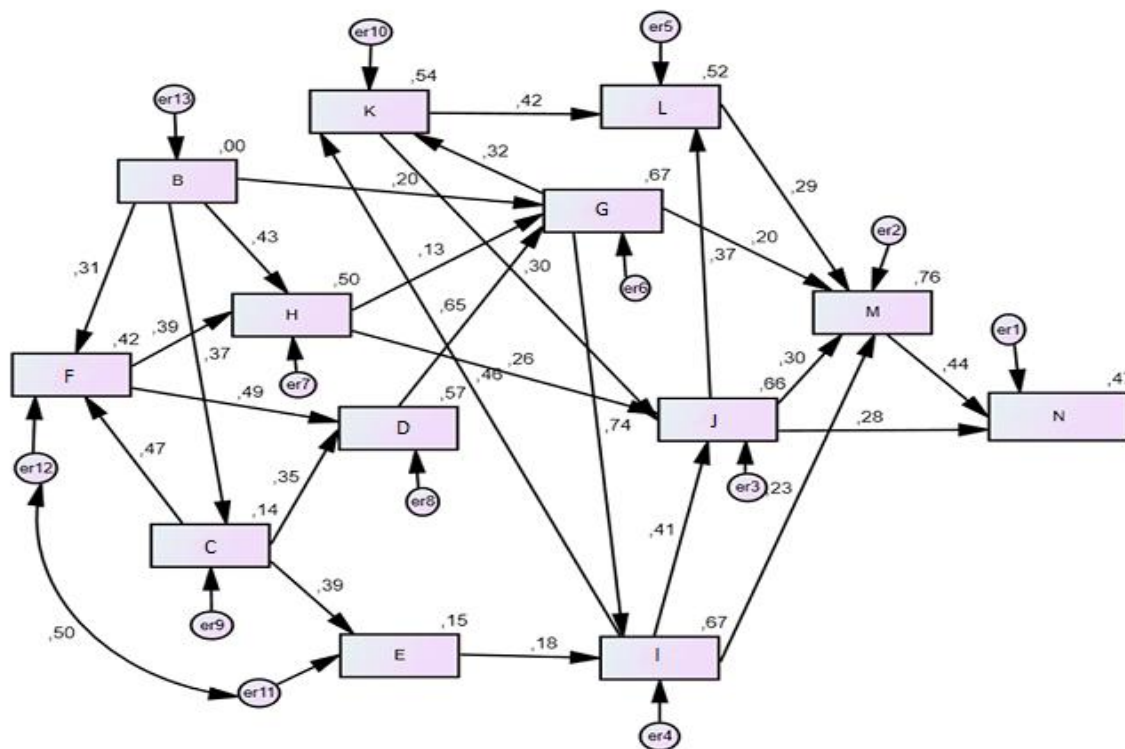 er10
er5
,54
,52
K
,42
L
er13
,00
B
,32
,20
,67
G
,29
er2
,43
,13
,30
,37
,20
er6
,76
M
,31
,50
H
,65
er1
,42
,39
,37
F
er7
,26
,46
,30
,44
,49
,57
,66
,47
D
J
,28
N
,74
,47
er12
,35
er8
er3
,23
,14
C
,41
,39
er9
,15
,67
,50
E
,18
I
er11
er4